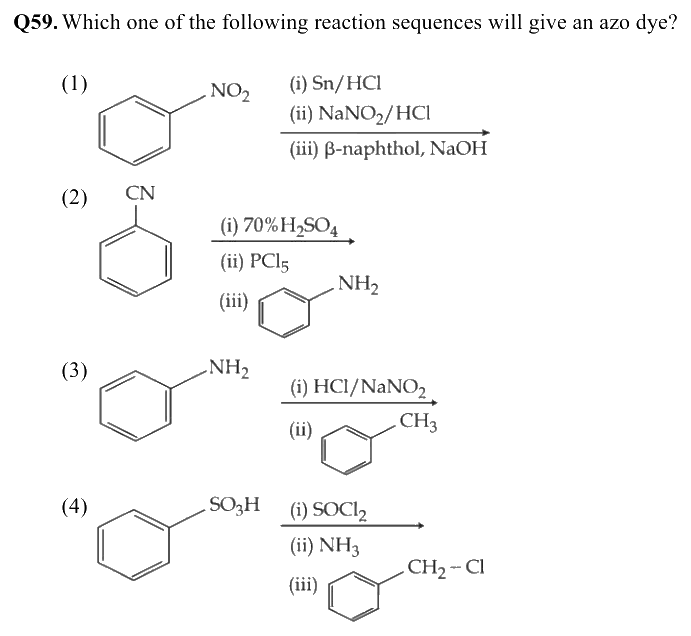 Q59. Which one of the following reaction sequences will give an azo dye?
(1)
NO₂
(i) Sn/HCl
(ii) NaNO₂/HCl
(iii) β-naphthol, NaOH
(2)
CN
(i) 70%H₂SO₄
(ii) PCl₅
(iii)
NH₂
(3)
NH₂
(i) HCl/NaNO₂
(ii)
CH₃
(4)
SO₃H
(i) SOCl₂
(ii) NH₃
(iii)
CH₂–Cl